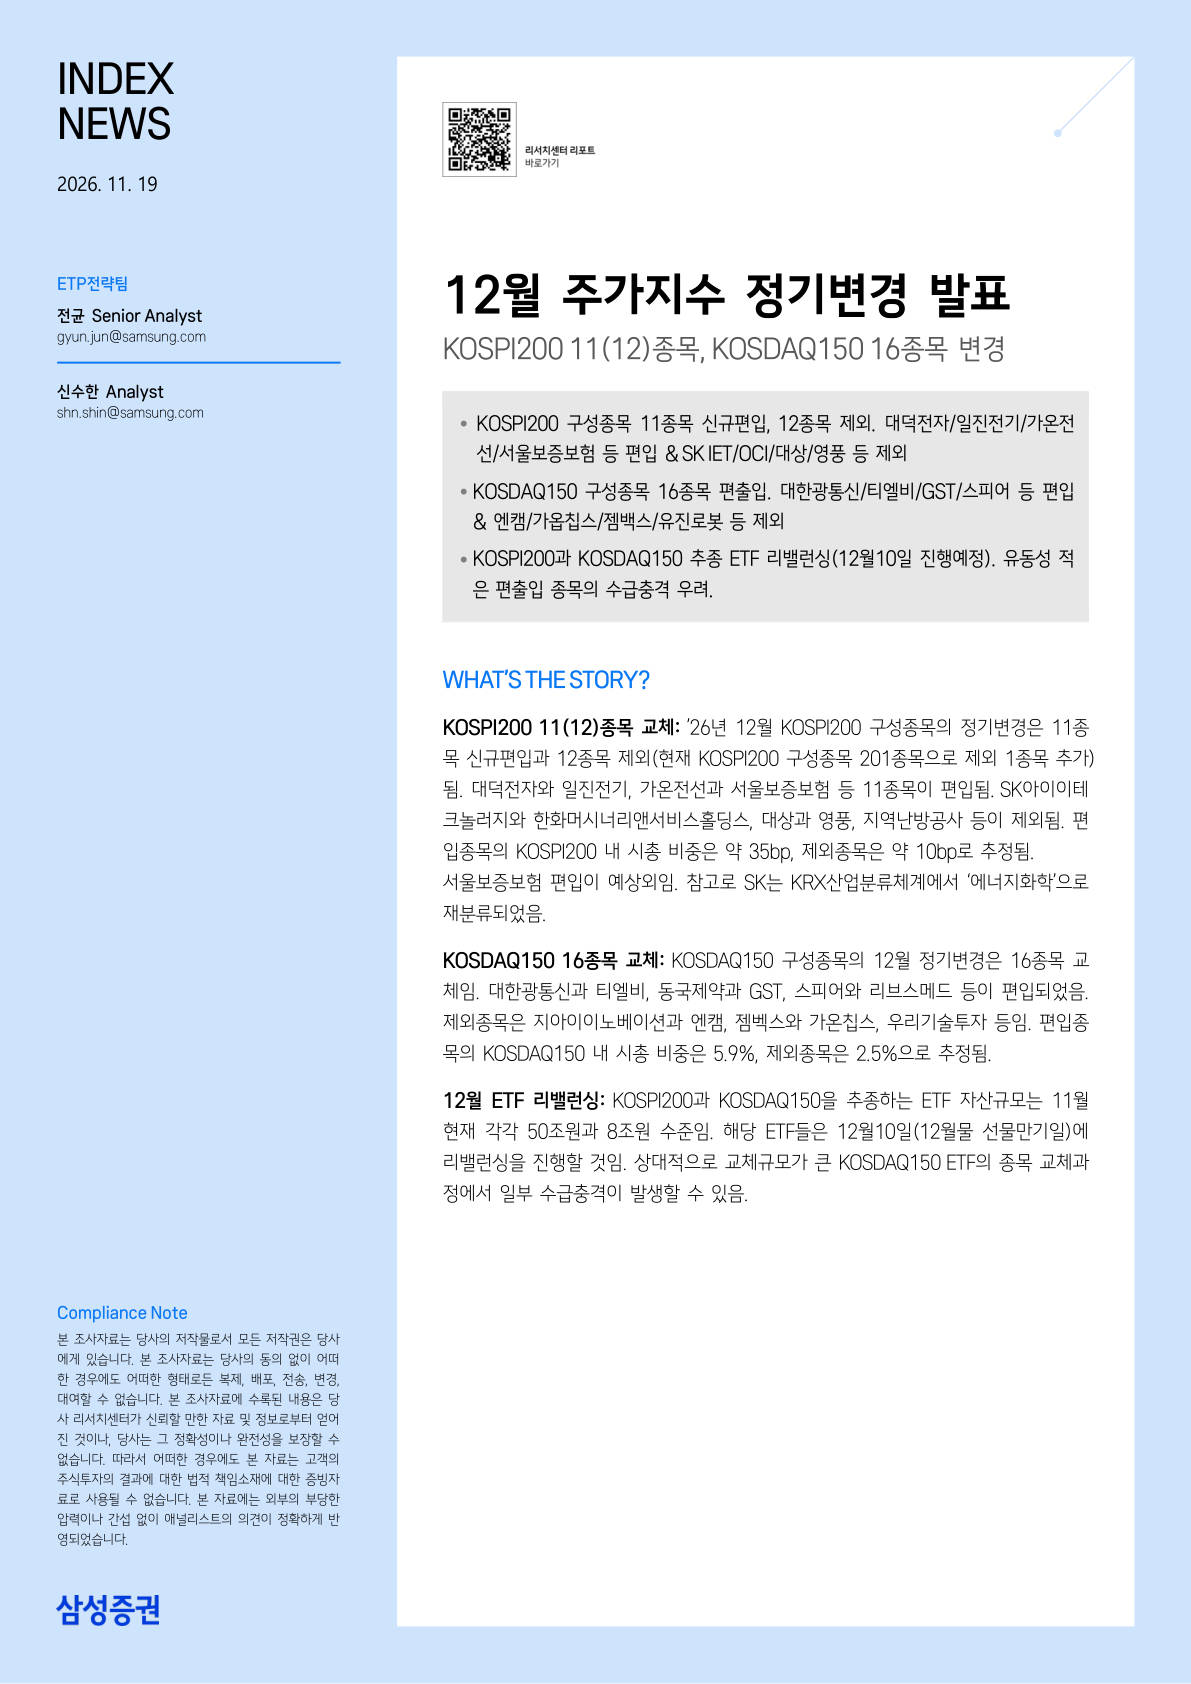 INDEX
NEWS
2026. 11. 19
ETP전략팀
전균 Senior Analyst
gyun.jun@samsung.com
신수한 Analyst
shn.shin@samsung.com
리서치센터 리포트
바로가기
12월 주가지수 정기변경 발표
KOSPI200 11(12)종목, KOSDAQ150 16종목 변경
• KOSPI200 구성종목 11종목 신규편입, 12종목 제외. 대덕전자/일진전기/가온전
선/서울보증보험 등 편입 & SK IET/OCI/대상/영풍 등 제외
• KOSDAQ150 구성종목 16종목 편출입. 대한광통신/티엘비/GST/스피어 등 편입
& 엔캠/가옵칩스/젬백스/유진로봇 등 제외
• KOSPI200과 KOSDAQ150 추종 ETF 리밸런싱(12월10일 진행예정). 유동성 적
은 편출입 종목의 수급충격 우려.
WHAT'S THE STORY?
KOSPI200 11(12)종목 교체: '26년 12월 KOSPI200 구성종목의 정기변경은 11종
목 신규편입과 12종목 제외(현재 KOSPI200 구성종목 201종목으로 제외 1종목 추가)
됨. 대덕전자와 일진전기, 가온전선과 서울보증보험 등 11종목이 편입됨. SK아이이테
크놀러지와 한화머시너리앤서비스홀딩스, 대상과 영풍, 지역난방공사 등이 제외됨. 편
입종목의 KOSPI200 내 시총 비중은 약 35bp, 제외종목은 약 10bp로 추정됨.
서울보증보험 편입이 예상외임. 참고로 SK는 KRX산업분류체계에서 '에너지화학'으로
재분류되었음.
KOSDAQ150 16종목 교체: KOSDAQ150 구성종목의 12월 정기변경은 16종목 교
체임. 대한광통신과 티엘비, 동국제약과 GST, 스피어와 리브스메드 등이 편입되었음.
제외종목은 지아이이노베이션과 엔캠, 젬벡스와 가온칩스, 우리기술투자 등임. 편입종
목의 KOSDAQ150 내 시총 비중은 5.9%, 제외종목은 2.5%으로 추정됨.
12월 ETF 리밸런싱: KOSPI200과 KOSDAQ150을 추종하는 ETF 자산규모는 11월
현재 각각 50조원과 8조원 수준임. 해당 ETF들은 12월10일(12월물 선물만기일)에
리밸런싱을 진행할 것임. 상대적으로 교체규모가 큰 KOSDAQ150 ETF의 종목 교체과
정에서 일부 수급충격이 발생할 수 있음.
Compliance Note
본 조사자료는 당사의 저작물로서 모든 저작권은 당사
에게 있습니다. 본 조사자료는 당사의 동의 없이 어떠
한 경우에도 어떠한 형태로든 복제, 배포, 전송, 변경,
대여할 수 없습니다. 본 조사자료에 수록된 내용은 당
사 리서치센터가 신뢰할 만한 자료 및 정보로부터 얻어
진 것이나, 당사는 그 정확성이나 완전성을 보장할 수
없습니다. 따라서 어떠한 경우에도 본 자료는 고객의
주식투자의 결과에 대한 법적 책임소재에 대한 증빙자
료로 사용될 수 없습니다. 본 자료에는 외부의 부당한
압력이나 간섭 없이 애널리스트의 의견이 정확하게 반
영되었습니다.
삼성증권